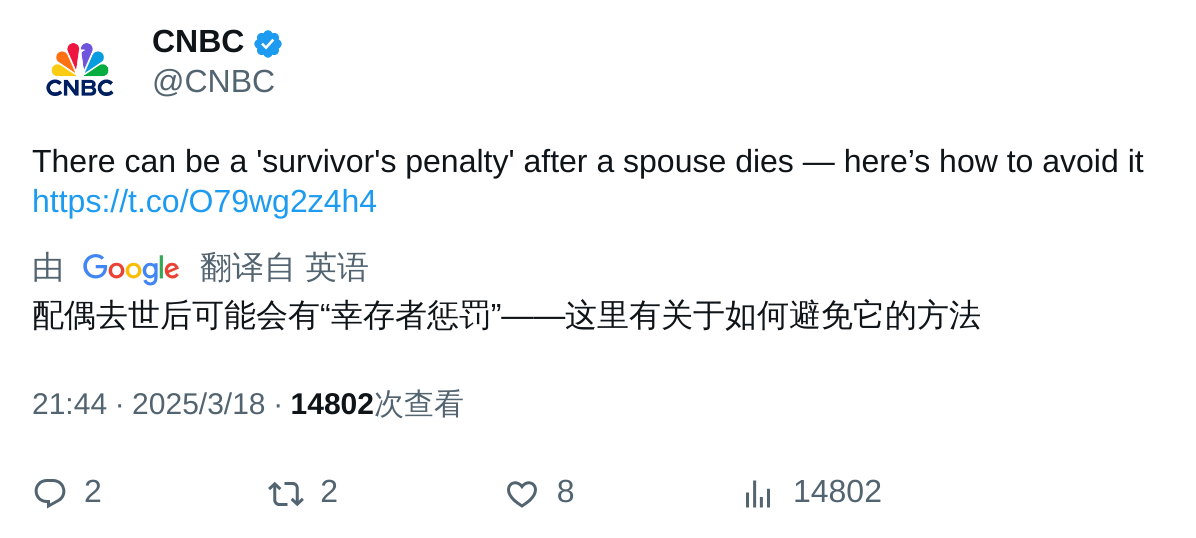 CNBC
CNBC
@CNBC
There can be a 'survivor's penalty' after a spouse dies — here’s how to avoid it
https://t.co/O79wg2z4h4
由 Google 翻译自 英语
配偶去世后可能会有“幸存者惩罚”——这里有关于如何避免它的方法
21:44 · 2025/3/18 · 14802次查看
2 2 8 14802